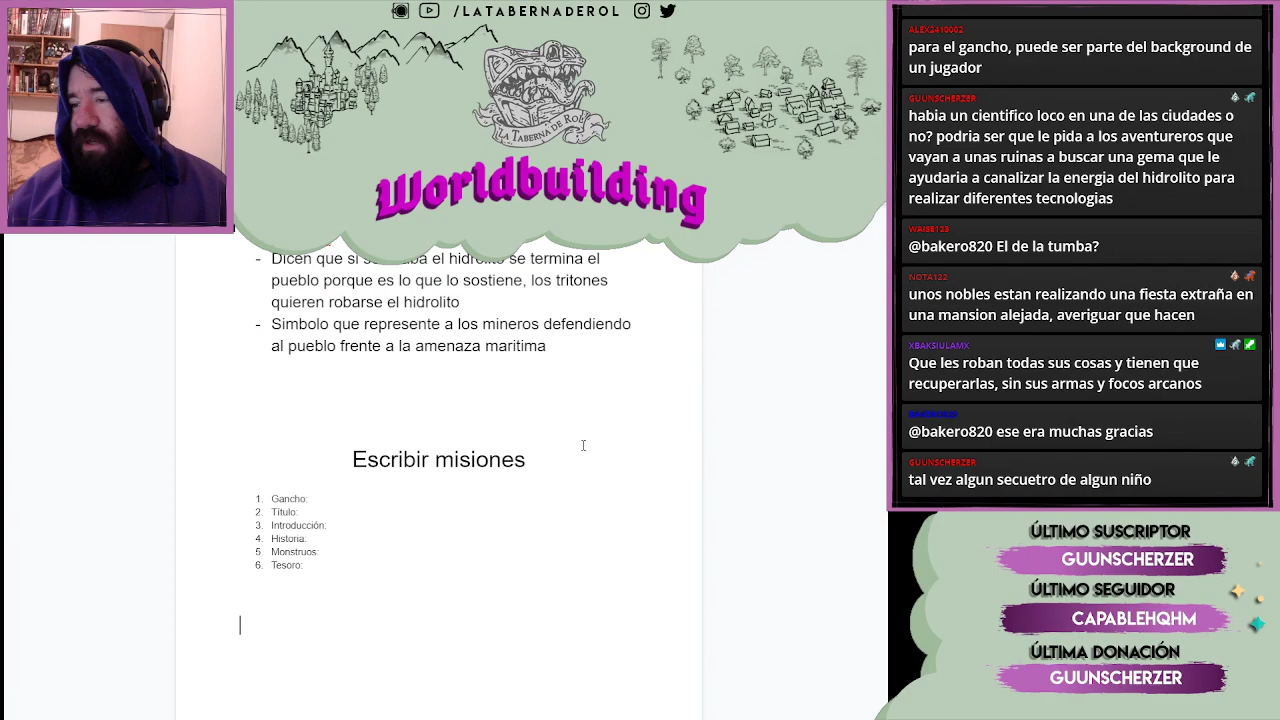 /LATABERNADEROL
LA TABERNA DE ROL
Worldbuilding
- Dicen que si se el hidrolito se termina el
pueblo porque es lo que lo sostiene, los tritones
quieren robarse el hidrolito
- Simbolo que represente a los mineros defendiendo
al pueblo frente a la amenaza maritima
Escribir misiones
1. Gancho:
2. Título:
3. Introducción:
4. Historia:
5. Monstruos:
6. Tesoro:
ALEX2410002
para el gancho, puede ser parte del background de
un jugador
GUUNSCHERZER
habia un cientifico loco en una de las ciudades o
no? podria ser que le pida a los aventureros que
vayan a unas ruinas a buscar una gema que le
ayudaria a canalizar la energia del hidrolito para
realizar diferentes tecnologias
WAISE123
@bakero820 El de la tumba?
NOTA122
unos nobles estan realizando una fiesta extraña en
una mansion alejada, averiguar que hacen
XBAKSIULAMX
Que les roban todas sus cosas y tienen que
recuperarlas, sin sus armas y focos arcanos
@bakero820 ese era muchas gracias
GUUNSCHERZER
tal vez algun secuetro de algun niño
ÚLTIMO SUSCRIPTOR
GUUNSCHERZER
ÚLTIMO SEGUIDOR
CAPABLEHQHM
ÚLTIMA DONACIÓN
GUUNSCHERZER